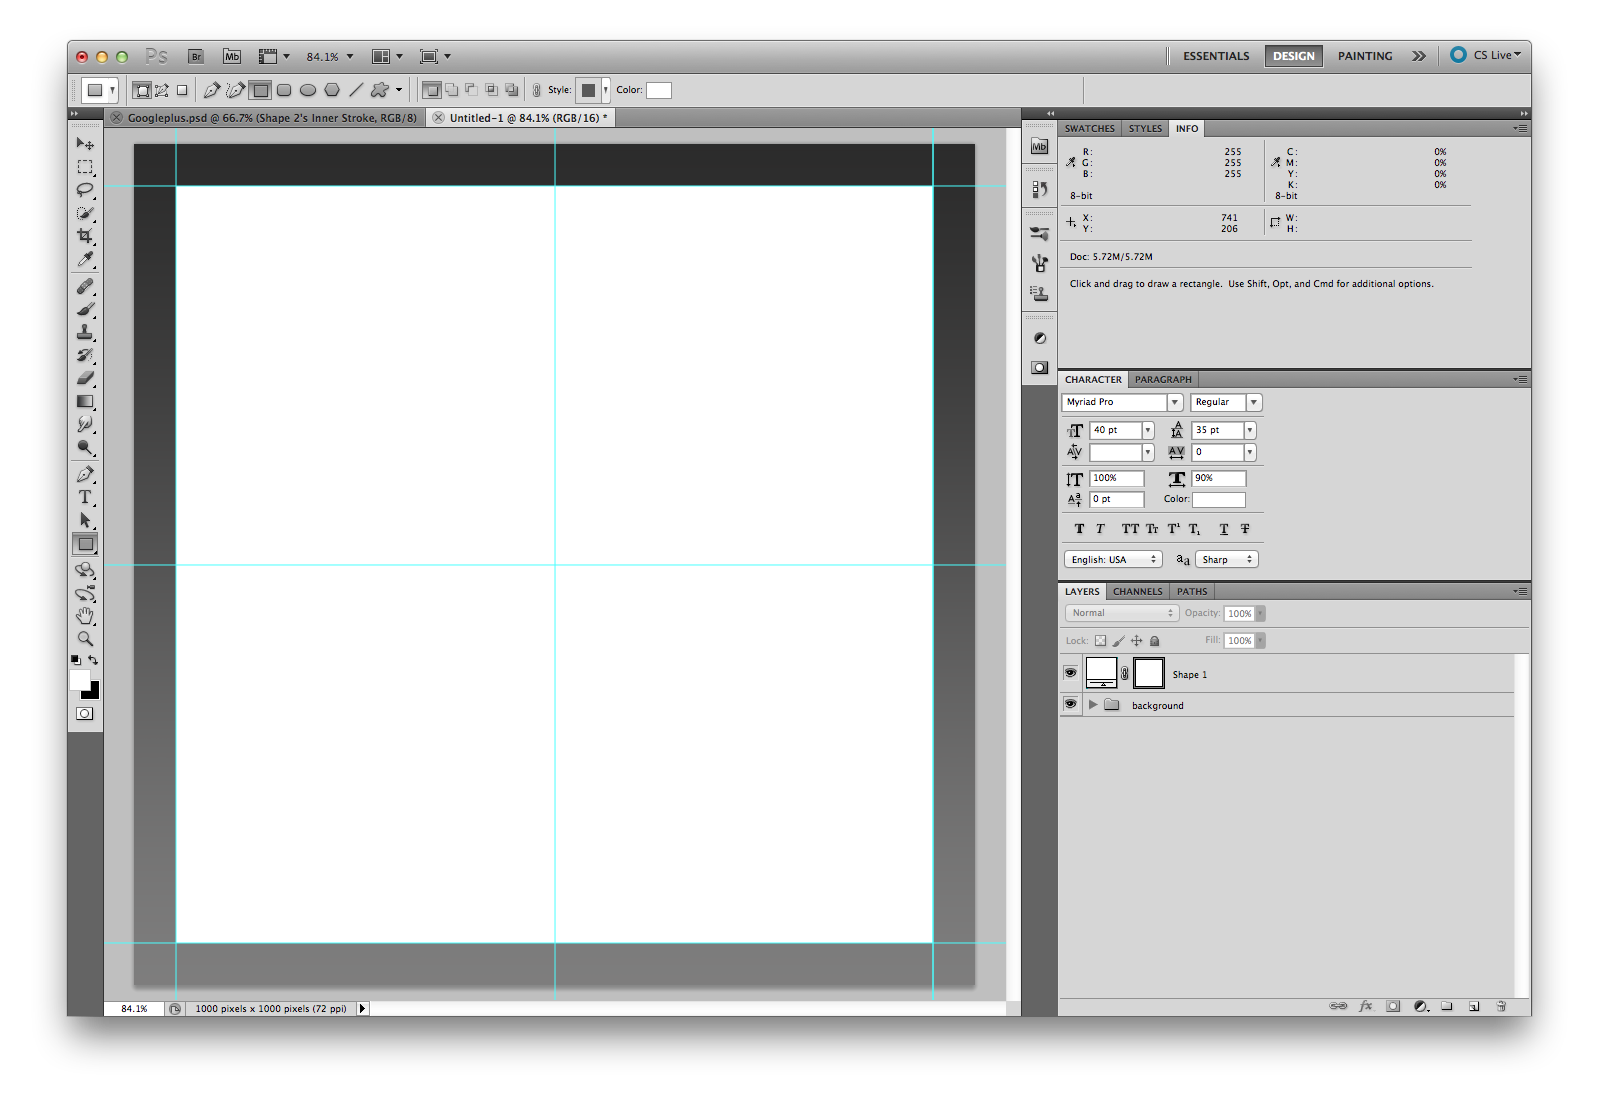 Ps Br Mb 84.1% ESSENTIALS DESIGN PAINTING CS Live
Style: Color:
Googleplus.psd @ 66.7% (Shape 2's Inner Stroke, RGB/8) Untitled-1 @ 84.1% (RGB/16) *
SWATCHES STYLES INFO
Mb
R: 255 C: 0%
G: 255 M: 0%
B: 255 Y: 0%
K: 0%
8-bit 8-bit
X: 741 W:
Y: 206 H:
Doc: 5.72M/5.72M
Click and drag to draw a rectangle. Use Shift, Opt, and Cmd for additional options.
CHARACTER PARAGRAPH
Myriad Pro Regular
40 pt 35 pt
0
100% 90%
0 pt Color:
T T TT Tт T¹ T₁ T T
English: USA aa Sharp
LAYERS CHANNELS PATHS
Normal Opacity: 100%
Lock: Fill: 100%
Shape 1
background
84.1% 1000 pixels x 1000 pixels (72 ppi) fx